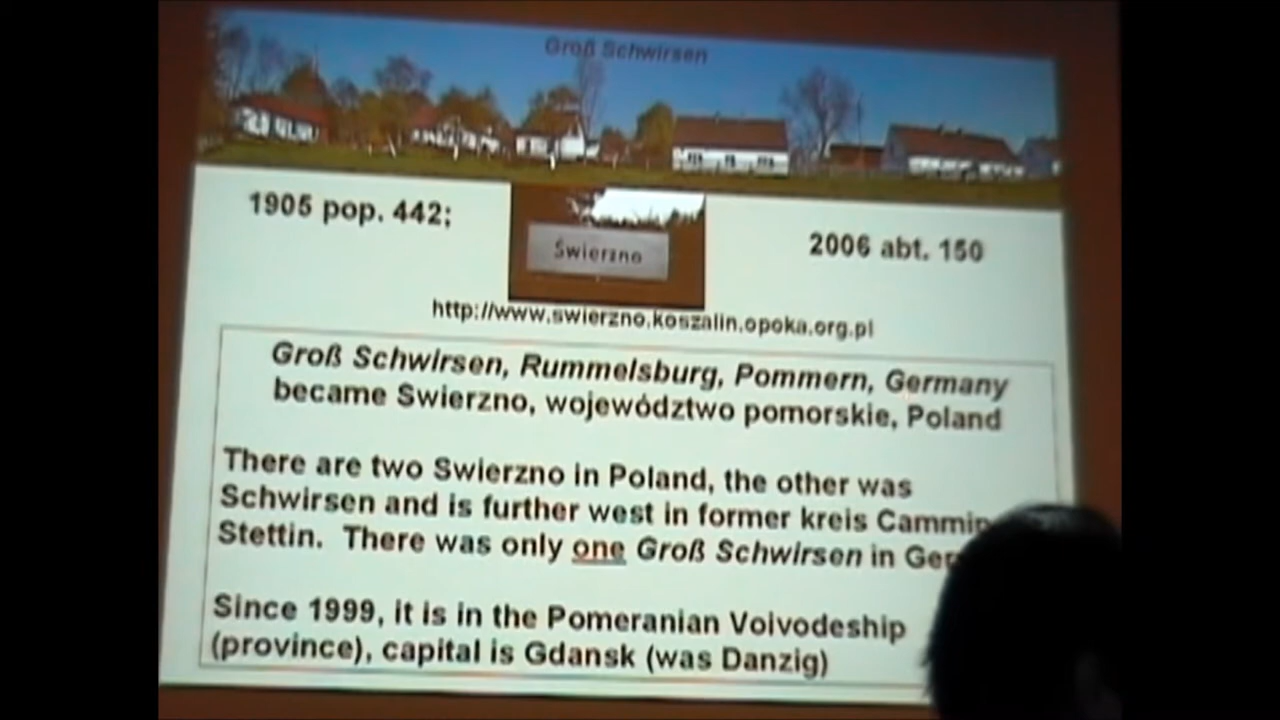 Groß Schwirsen
1905 pop. 442;
Świerzno
2006 abt. 150
http://www.swierzno.koszalin.opoka.org.pl
Groß Schwirsen, Rummelsburg, Pommern, Germany
became Swierzno, województwo pomorskie, Poland
There are two Swierzno in Poland, the other was
Schwirsen and is further west in former kreis Cammin
Stettin. There was only one Groß Schwirsen in Ger
Since 1999, it is in the Pomeranian Voivodeship
(province), capital is Gdansk (was Danzig)